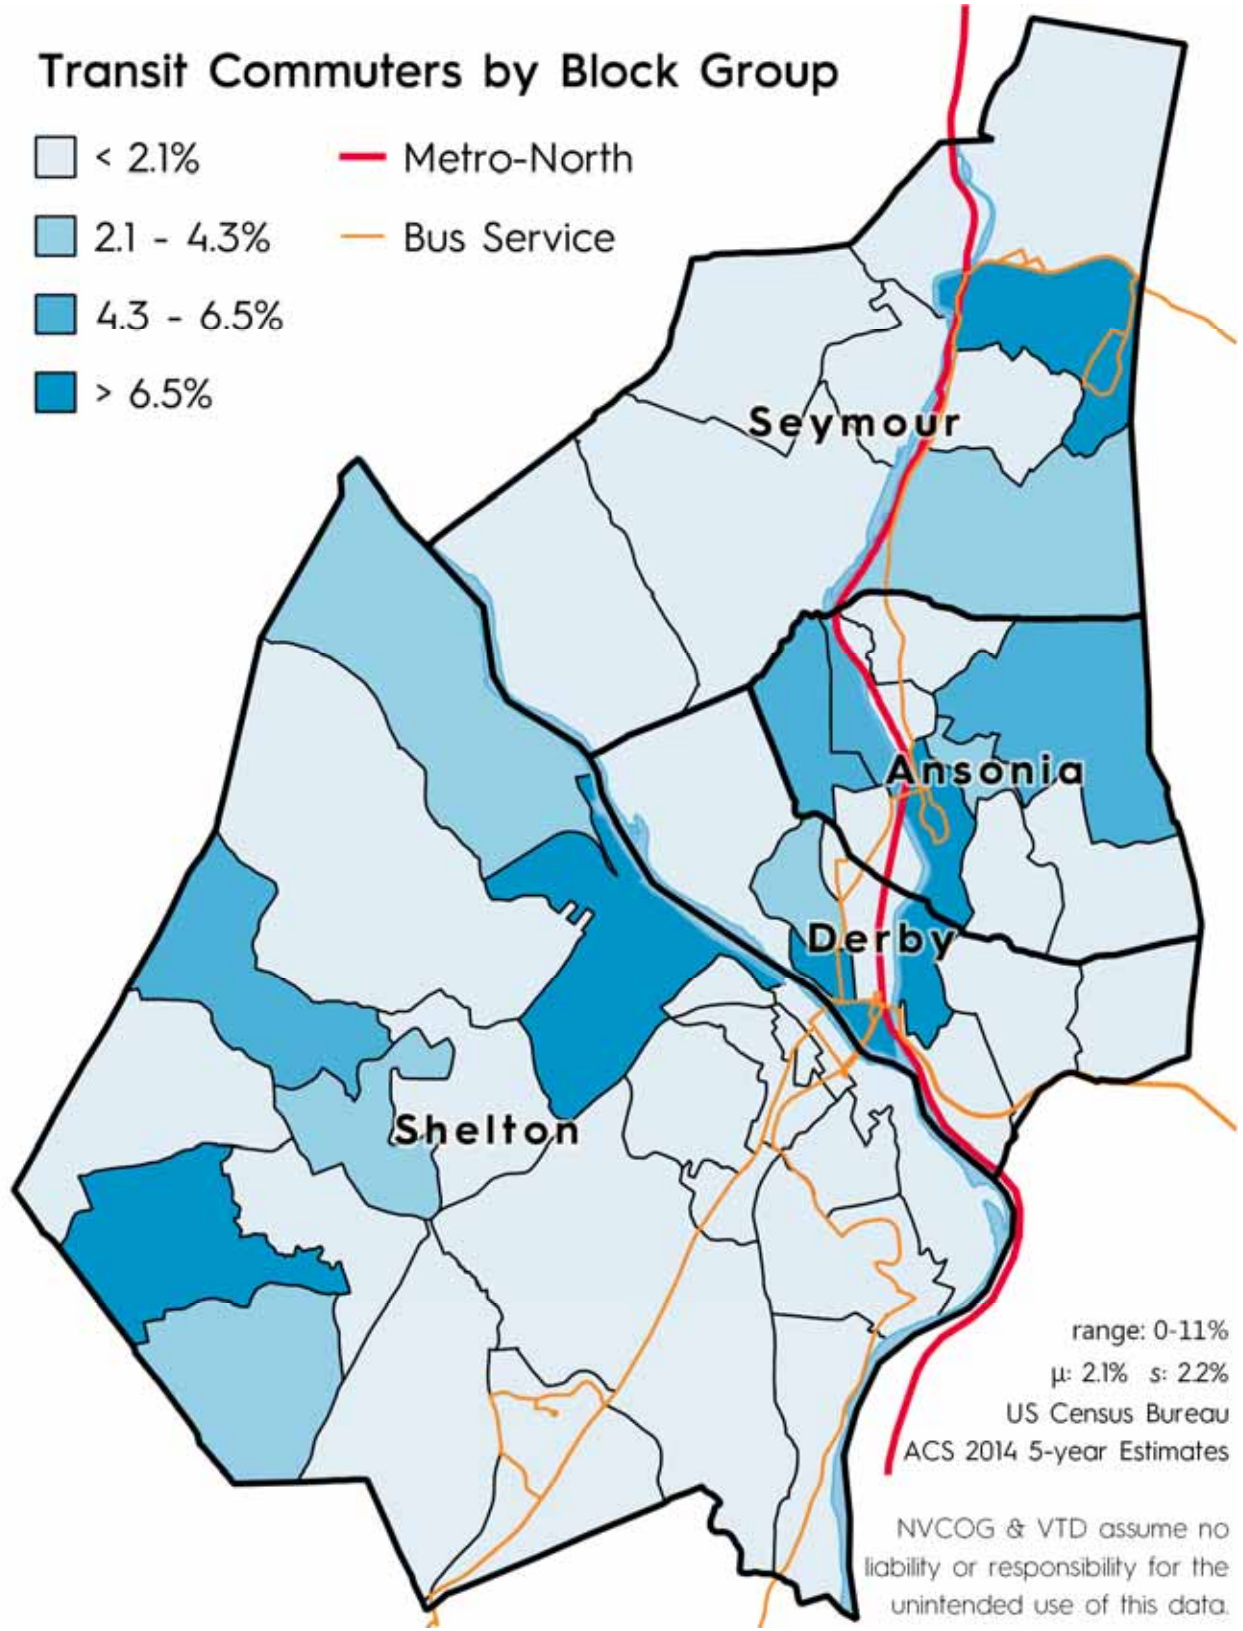 Transit Commuters by Block Group
< 2.1%
2.1 - 4.3%
4.3 - 6.5%
> 6.5%
Metro-North
Bus Service
Seymour
Ansonia
Derby
Shelton
range: 0-11%
µ: 2.1% s: 2.2%
US Census Bureau
ACS 2014 5-year Estimates
NVCOG & VTD assume no
liability or responsibility for the
unintended use of this data.